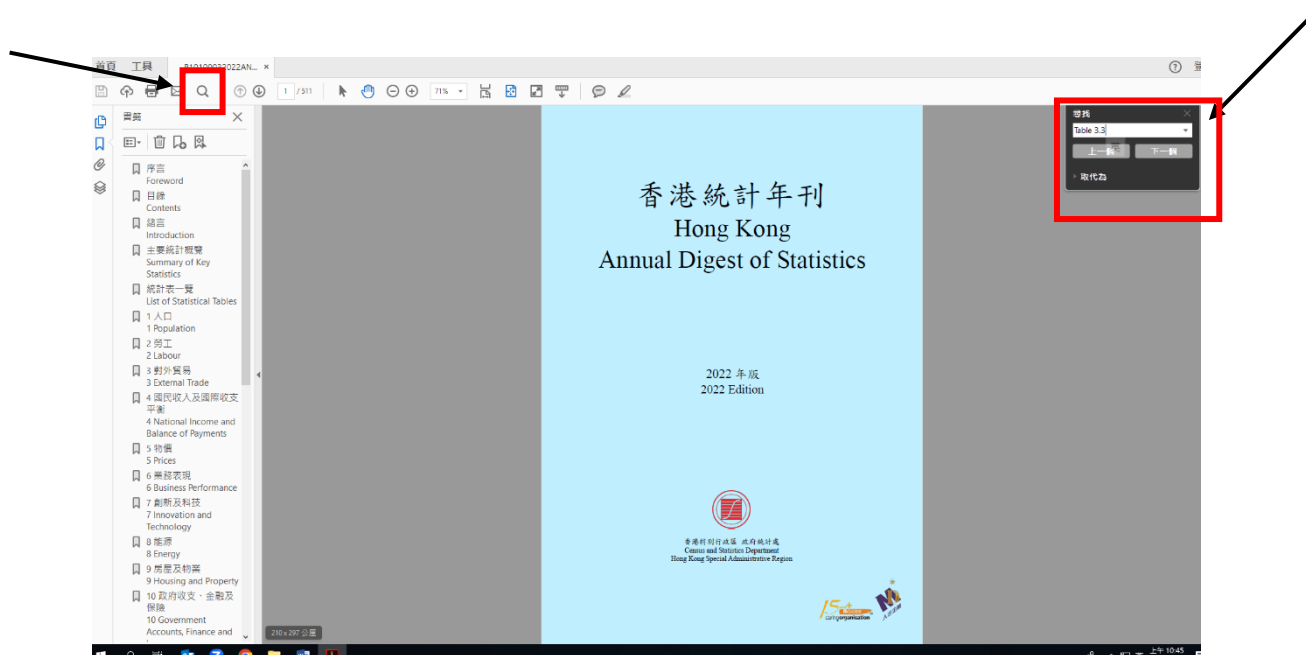 首頁 工具 B10100032022AN... ×
1 / 511 71%
書籤
序言
Foreword
目錄
Contents
緒言
Introduction
主要統計概覽
Summary of Key
Statistics
統計表一覽
List of Statistical Tables
1 人口
1 Population
2 勞工
2 Labour
3 對外貿易
3 External Trade
4 國民收入及國際收支
平衡
4 National Income and
Balance of Payments
5 物價
5 Prices
6 業務表現
6 Business Performance
7 創新及科技
7 Innovation and
Technology
8 能源
8 Energy
9 房屋及物業
9 Housing and Property
10 政府收支、金融及
保險
10 Government
Accounts, Finance and
香港統計年刊
Hong Kong
Annual Digest of Statistics
2022 年版
2022 Edition
香港特別行政區 政府統計處
Census and Statistics Department
Hong Kong Special Administrative Region
15
caringorganisation
210 x 297 公厘
尋找
Table 3.3
上一個 下一個
取代為
上午 10:45